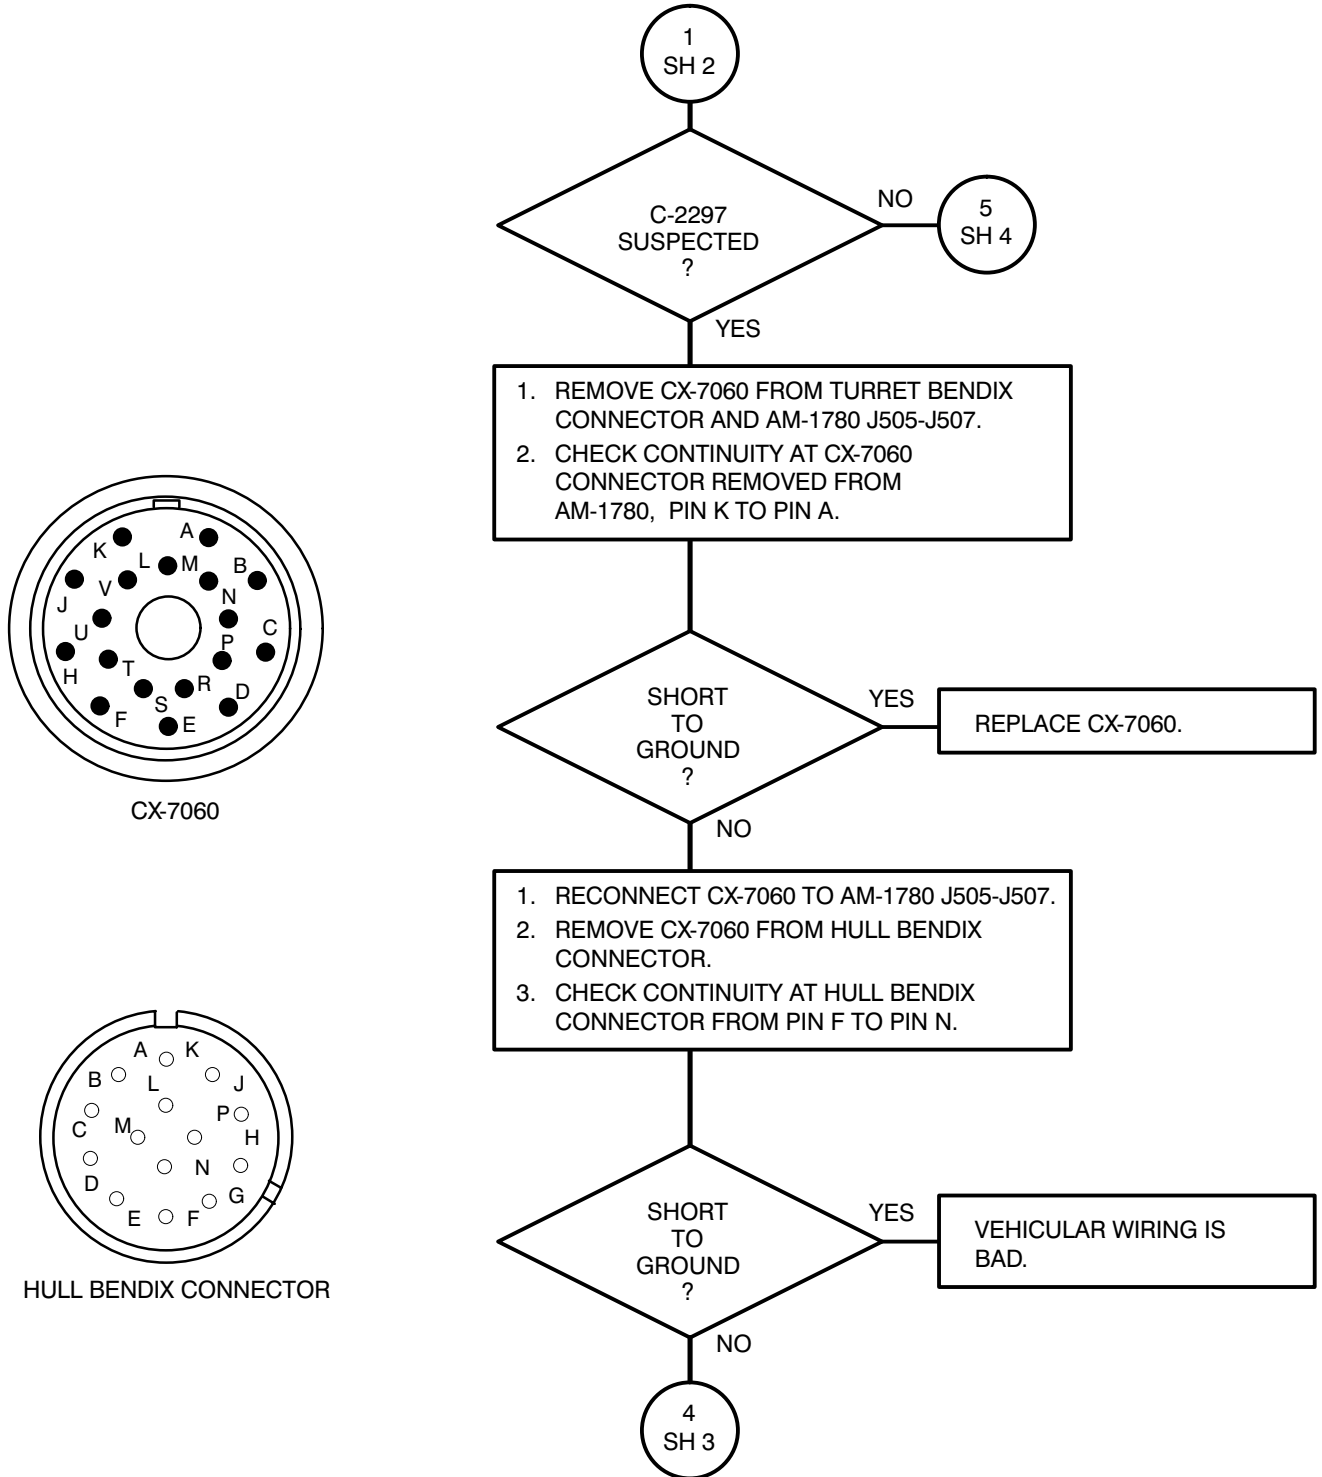 1
SH 2
C-2297
SUSPECTED
?
NO
5
SH 4
YES
1. REMOVE CX-7060 FROM TURRET BENDIX
CONNECTOR AND AM-1780 J505-J507.
2. CHECK CONTINUITY AT CX-7060
CONNECTOR REMOVED FROM
AM-1780, PIN K TO PIN A.
K
A
L
M
B
V
J
N
U
C
P
H
T
R
D
F
S
E
CX-7060
SHORT
TO
GROUND
?
YES
REPLACE CX-7060.
NO
1. RECONNECT CX-7060 TO AM-1780 J505-J507.
2. REMOVE CX-7060 FROM HULL BENDIX
CONNECTOR.
3. CHECK CONTINUITY AT HULL BENDIX
CONNECTOR FROM PIN F TO PIN N.
A
K
B
L
J
C
M
P
H
D
N
G
E
F
HULL BENDIX CONNECTOR
SHORT
TO
GROUND
?
YES
VEHICULAR WIRING IS
BAD.
NO
4
SH 3